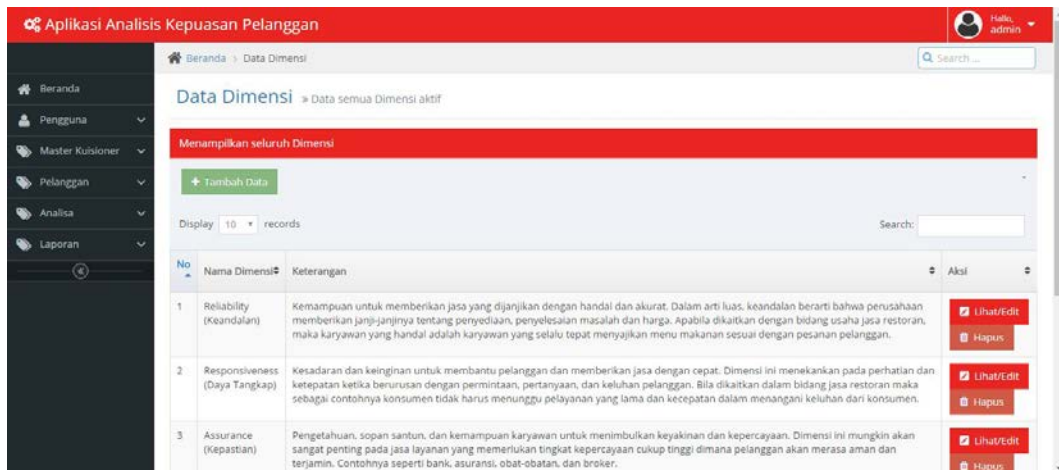 Aplikasi Analisis Kepuasan Pelanggan
Hallo,
admin
Beranda › Data Dimensi
Search ...
Beranda
Pengguna
Master Kuisioner
Pelanggan
Analisa
Laporan
Data Dimensi » Data semua Dimensi aktif
Menampilkan seluruh Dimensi
+ Tambah Data
Display 10 records
Search:
No Nama Dimensi Keterangan Aksi
1 Reliability (Keandalan)
Kemampuan untuk memberikan jasa yang dijanjikan dengan handal dan akurat. Dalam arti luas, keandalan berarti bahwa perusahaan
memberikan janji-janjinya tentang penyediaan, penyelesaian masalah dan harga. Apabila dikaitkan dengan bidang usaha jasa restoran,
maka karyawan yang handal adalah karyawan yang selalu tepat menyajikan menu makanan sesuai dengan pesanan pelanggan.
Lihat/Edit
Hapus
2 Responsiveness (Daya Tangkap)
Kesadaran dan keinginan untuk membantu pelanggan dan memberikan jasa dengan cepat. Dimensi ini menekankan pada perhatian dan
ketepatan ketika berurusan dengan permintaan, pertanyaan, dan keluhan pelanggan. Bila dikaitkan dalam bidang jasa restoran maka
sebagai contohnya konsumen tidak harus menunggu pelayanan yang lama dan kecepatan dalam menangani keluhan dari konsumen.
Lihat/Edit
Hapus
3 Assurance (Kepastian)
Pengetahuan, sopan santun, dan kemampuan karyawan untuk menimbulkan keyakinan dan kepercayaan. Dimensi ini mungkin akan
sangat penting pada jasa layanan yang memerlukan tingkat kepercayaan cukup tinggi dimana pelanggan akan merasa aman dan
terjamin. Contohnya seperti bank, asuransi, obat-obatan, dan broker.
Lihat/Edit
Hapus